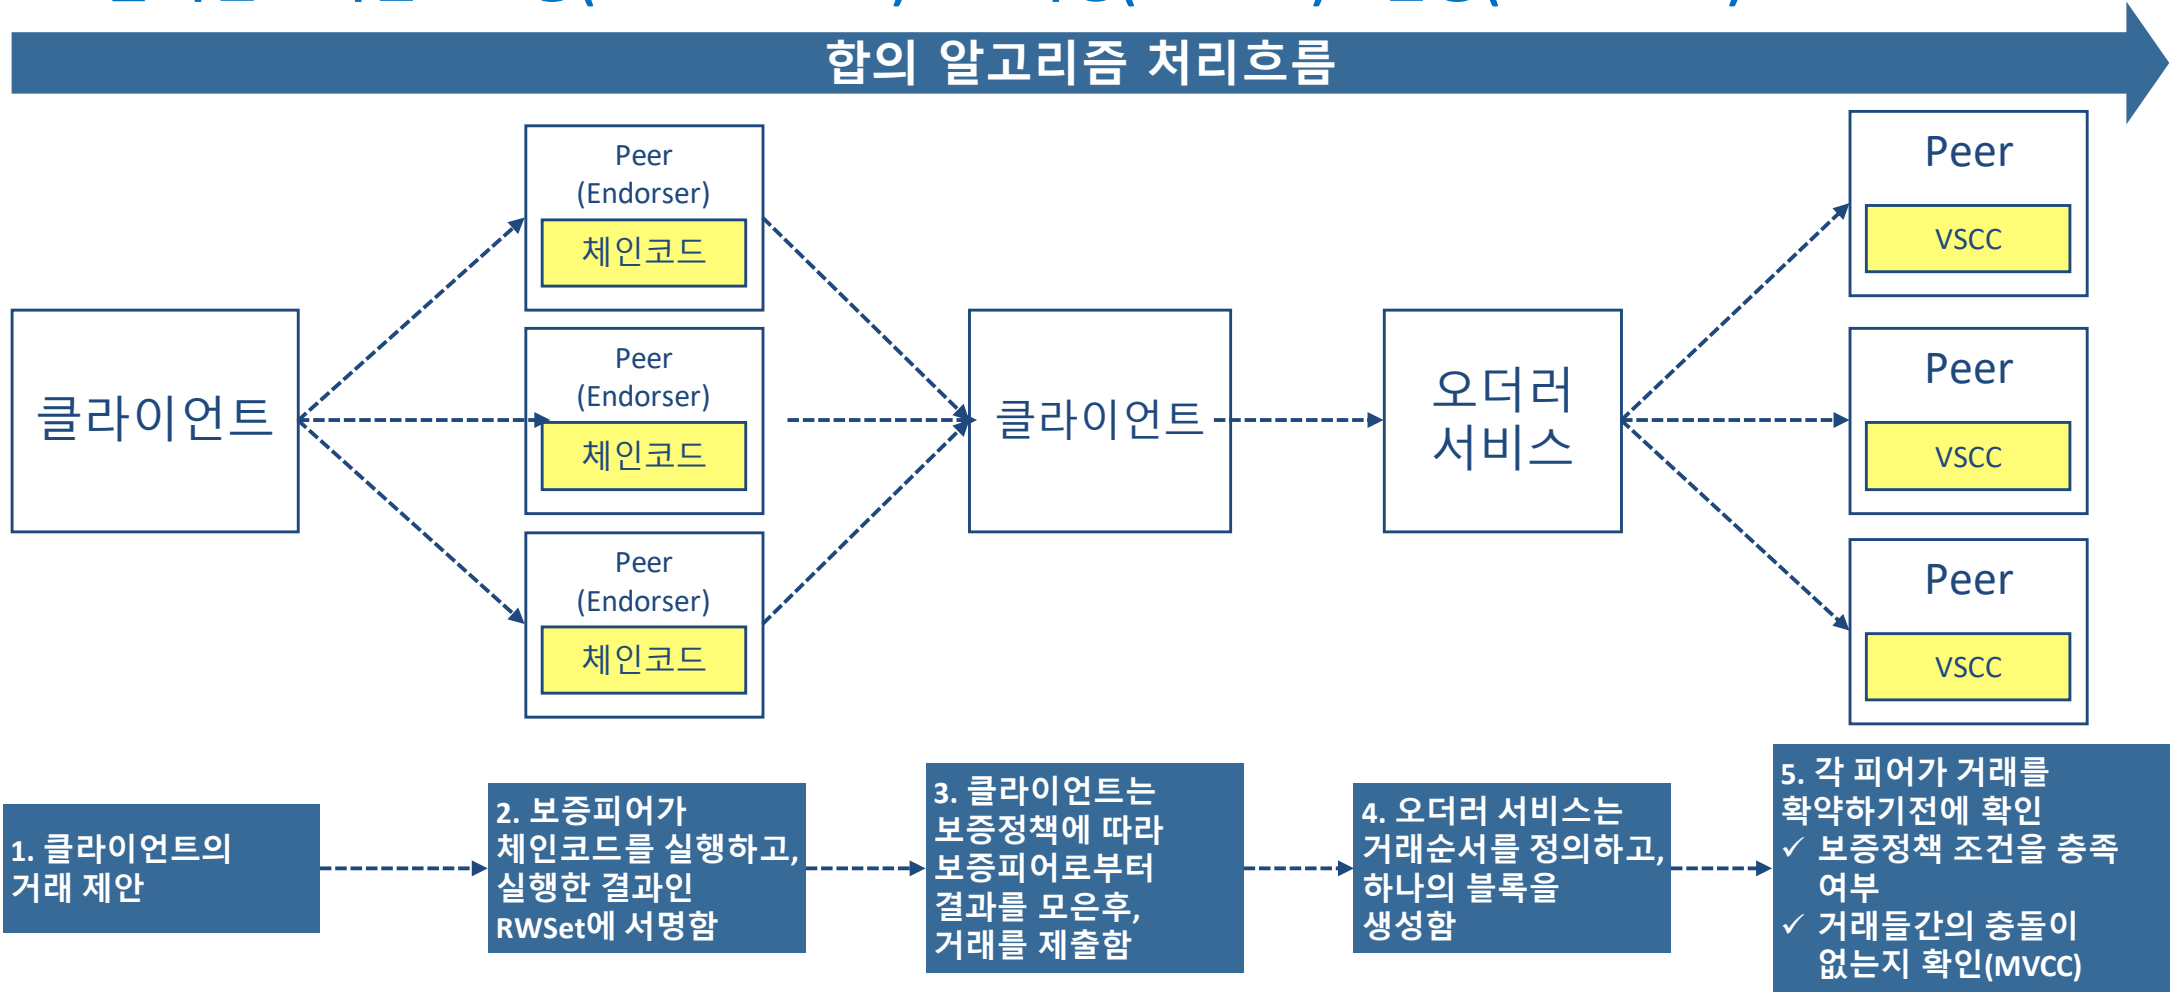 합의 알고리즘 처리흐름
Peer
(Endorser)
체인코드
Peer
(Endorser)
체인코드
Peer
(Endorser)
체인코드
클라이언트
클라이언트
오더러
서비스
Peer
VSCC
Peer
VSCC
Peer
VSCC
1. 클라이언트의
거래 제안
2. 보증피어가
체인코드를 실행하고,
실행한 결과인
RWSet에 서명함
3. 클라이언트는
보증정책에 따라
보증피어로부터
결과를 모은후,
거래를 제출함
4. 오더러 서비스는
거래순서를 정의하고,
하나의 블록을
생성함
5. 각 피어가 거래를
확약하기전에 확인
✓ 보증정책 조건을 충족
여부
✓ 거래들간의 충돌이
없는지 확인(MVCC)